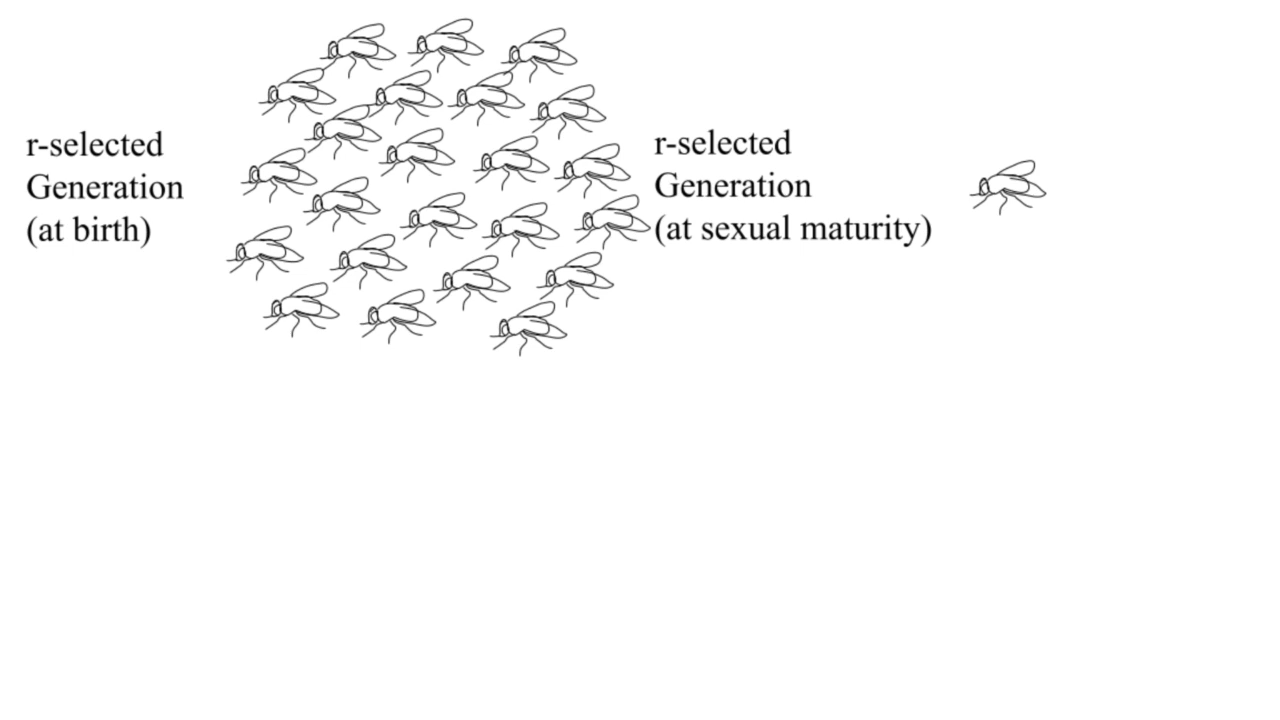 r-selected
Generation
(at birth)
r-selected
Generation
(at sexual maturity)